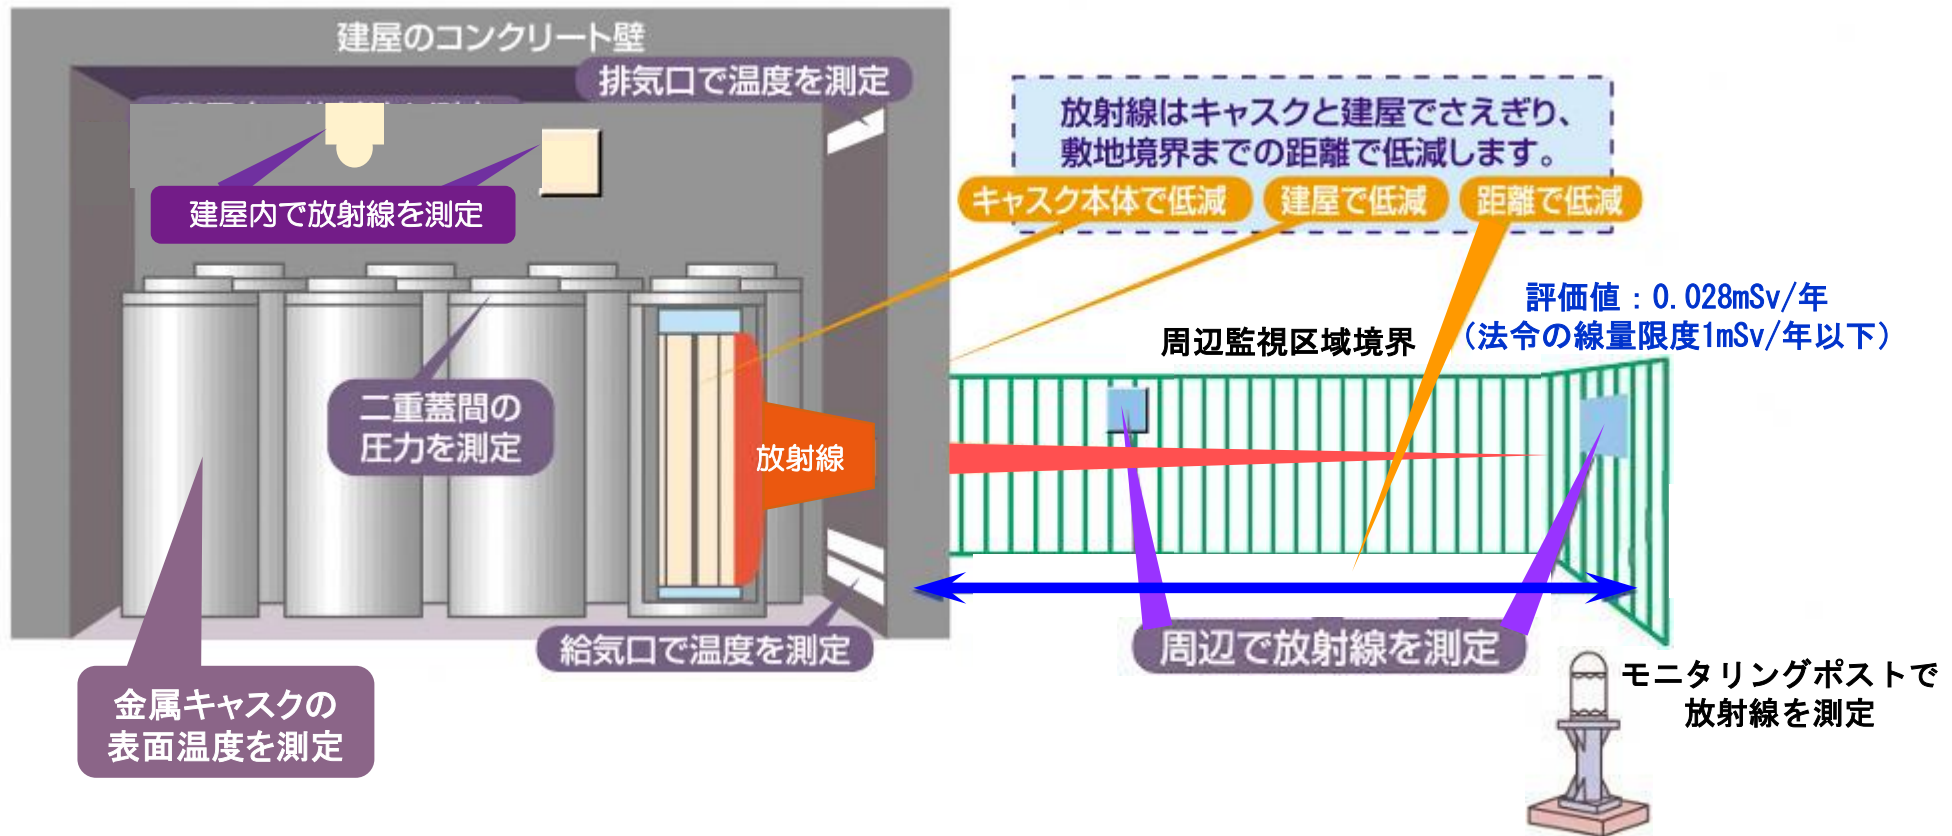 建屋のコンクリート壁
排気口で温度を測定
放射線はキャスクと建屋でさえぎり、
敷地境界までの距離で低減します。
キャスク本体で低減
建屋で低減
距離で低減
建屋内で放射線を測定
評価値：0.028mSv/年
（法令の線量限度1mSv/年以下）
周辺監視区域境界
二重蓋間の
圧力を測定
放射線
給気口で温度を測定
周辺で放射線を測定
金属キャスクの
表面温度を測定
モニタリングポストで
放射線を測定